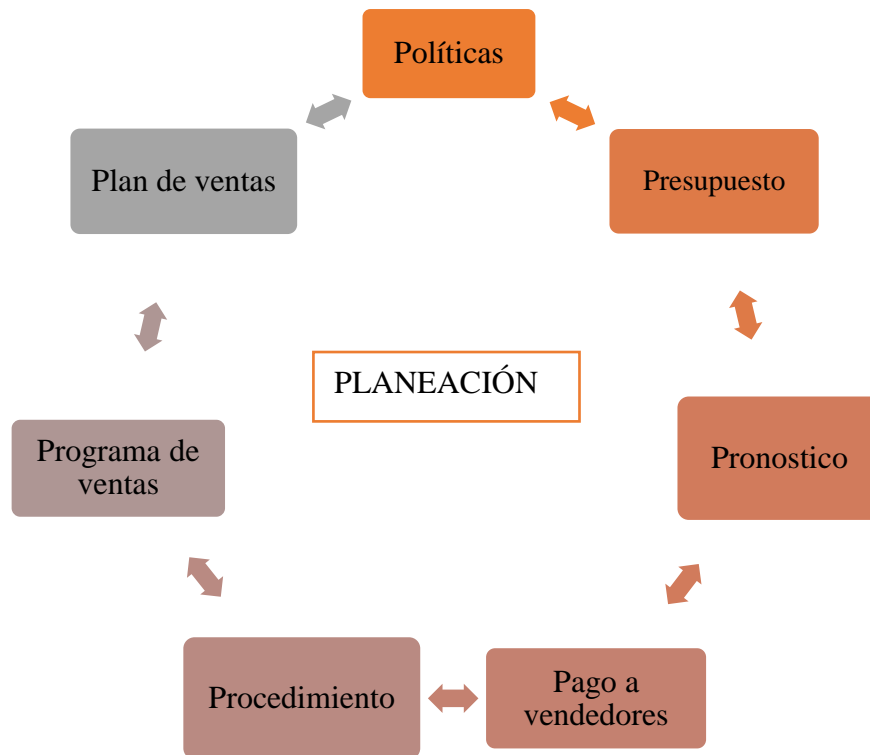 Políticas
Plan de ventas
Presupuesto
PLANEACIÓN
Programa de
ventas
Pronostico
Procedimiento
Pago a
vendedores